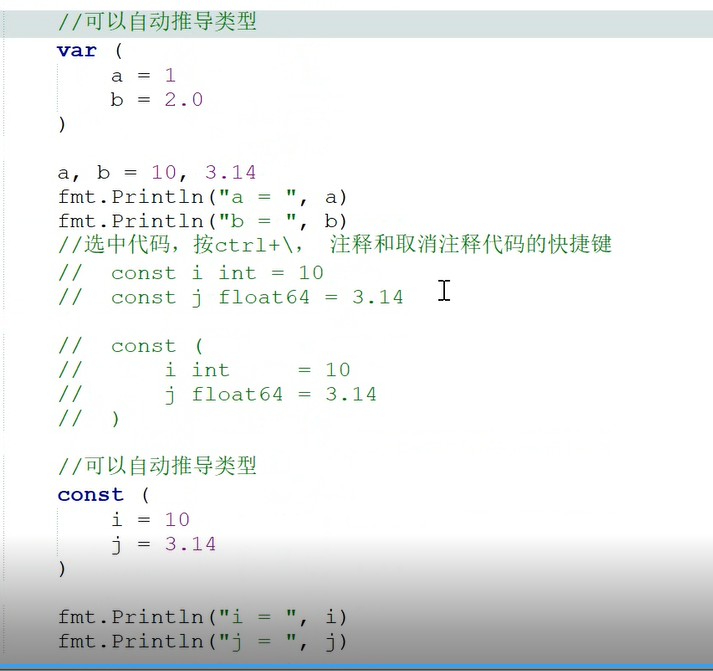 //可以自动推导类型
var (
    a = 1
    b = 2.0
)
a, b = 10, 3.14
fmt.Println("a = ", a)
fmt.Println("b = ", b)
//选中代码，按ctrl+\， 注释和取消注释代码的快捷键
//  const i int = 10
//  const j float64 = 3.14
//  const (
//      i int     = 10
//      j float64 = 3.14
//  )
//可以自动推导类型
const (
    i = 10
    j = 3.14
)
fmt.Println("i = ", i)
fmt.Println("j = ", j)